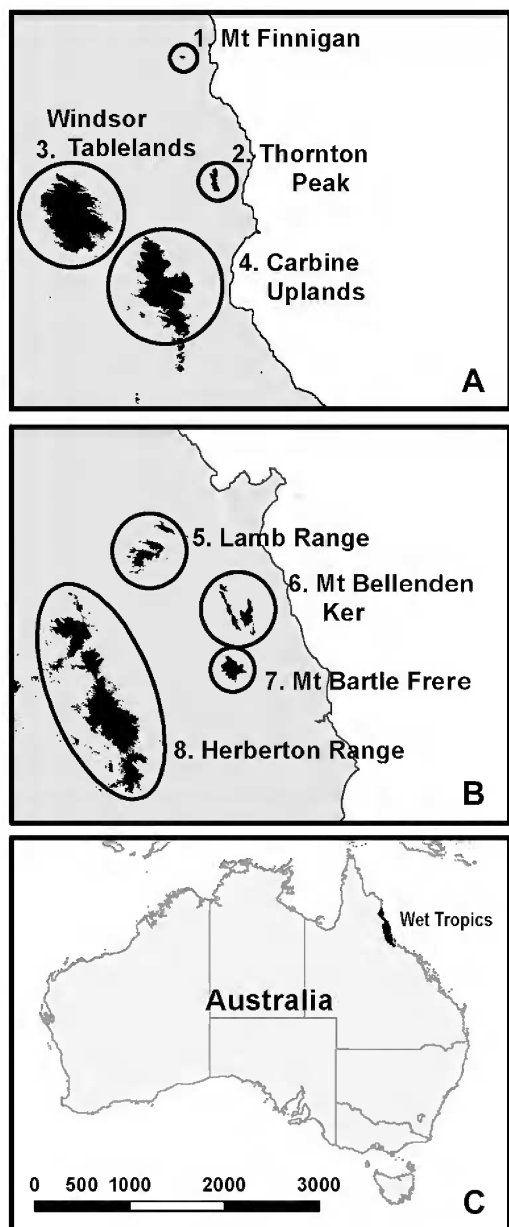 1. Mt Finnigan
Windsor
3. Tablelands
2. Thornton
Peak
4. Carbine
Uplands
A
5. Lamb Range
6. Mt Bellenden
Ker
7. Mt Bartle Frere
8. Herberton Range
B
Wet Tropics
Australia
0 500 1000 2000 3000
C